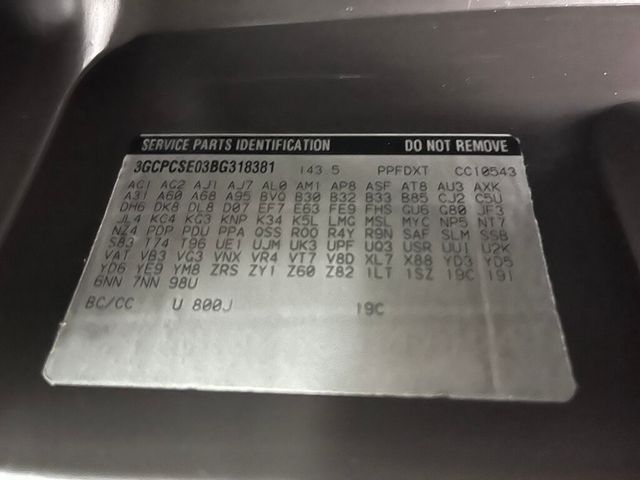 SERVICE PARTS IDENTIFICATION DO NOT REMOVE
3GCPCSE03BG318381 143.5 PPFDXT CC10543
AC1 AC2 AJ1 AJ7 AL0 AM1 AP8 ASF AT8 AU3 AXK
A31 A60 A68 A95 BVQ B30 B32 B33 B85 CJ2 C5U
DH6 DK8 DL8 D07 EF7 E63 FE9 FHS GU6 G80 JF3
JL4 KC4 KG3 KNP K34 K5L LMG MSL MYC NP5 NT7
NZ4 PDP PDU PPA QSS R00 R4Y R9N SAF SLM SSB
S83 T74 T96 UE1 UJM UK3 UPF UQ3 USR UU1 U2K
VAT VB3 VG3 VNX VR4 VT7 V8D XL7 X88 YD3 YD5
YD6 YE9 YM8 ZRS ZY1 Z60 Z82 1LT 1SZ 19C 191
6NN 7NN 98U
BC/CC U 800J 19C